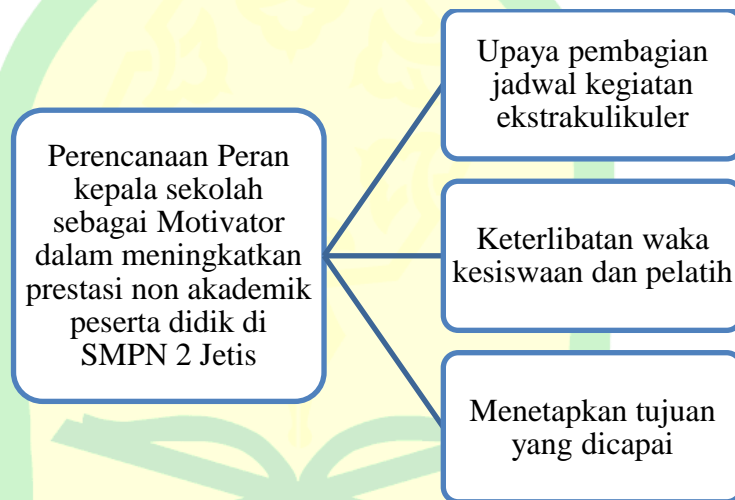 Perencanaan Peran
kepala sekolah
sebagai Motivator
dalam meningkatkan
prestasi non akademik
peserta didik di
SMPN 2 Jetis
Upaya pembagian
jadwal kegiatan
ekstrakulikuler
Keterlibatan waka
kesiswaan dan pelatih
Menetapkan tujuan
yang dicapai